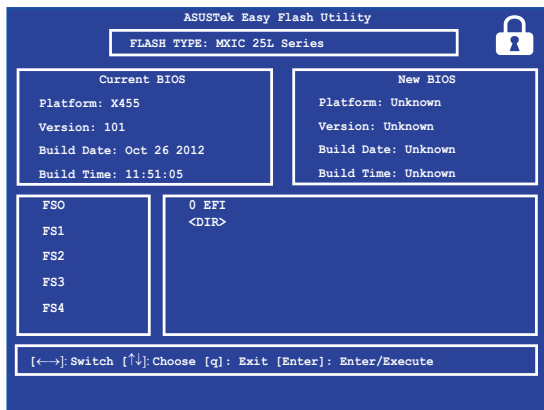 ASUSTek Easy Flash Utility
FLASH TYPE: MXIC 25L Series
Current BIOS
Platform: X455
Version: 101
Build Date: Oct 26 2012
Build Time: 11:51:05
New BIOS
Platform: Unknown
Version: Unknown
Build Date: Unknown
Build Time: Unknown
FS0
FS1
FS2
FS3
FS4
0 EFI
<DIR>
[←→]: Switch [↑↓]: Choose [q]: Exit [Enter]: Enter/Execute